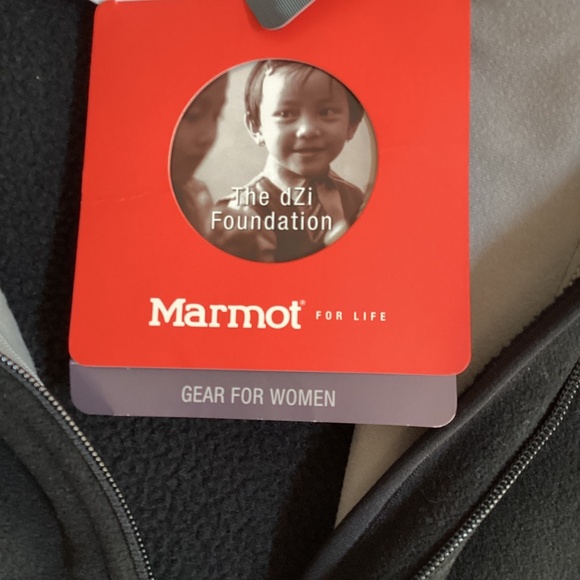 The dZi
Foundation
Marmot® FOR LIFE
GEAR FOR WOMEN